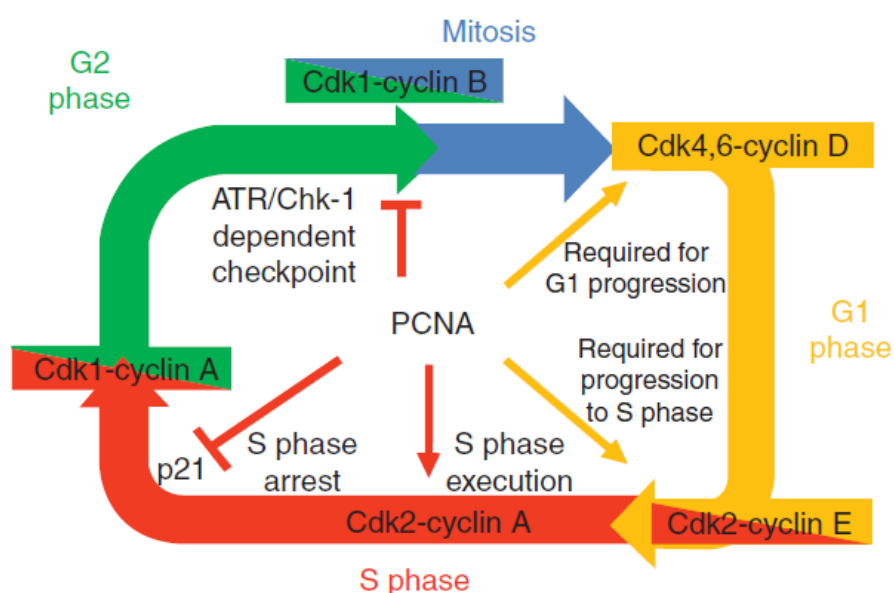 Mitosis
G2
phase
Cdk1-cyclin B
Cdk4,6-cyclin D
ATR/Chk-1
dependent
checkpoint
Required for
G1 progression
PCNA
G1
phase
Required for
progression
to S phase
Cdk1-cyclin A
p21
S phase
arrest
S phase
execution
Cdk2-cyclin A
Cdk2-cyclin E
S phase